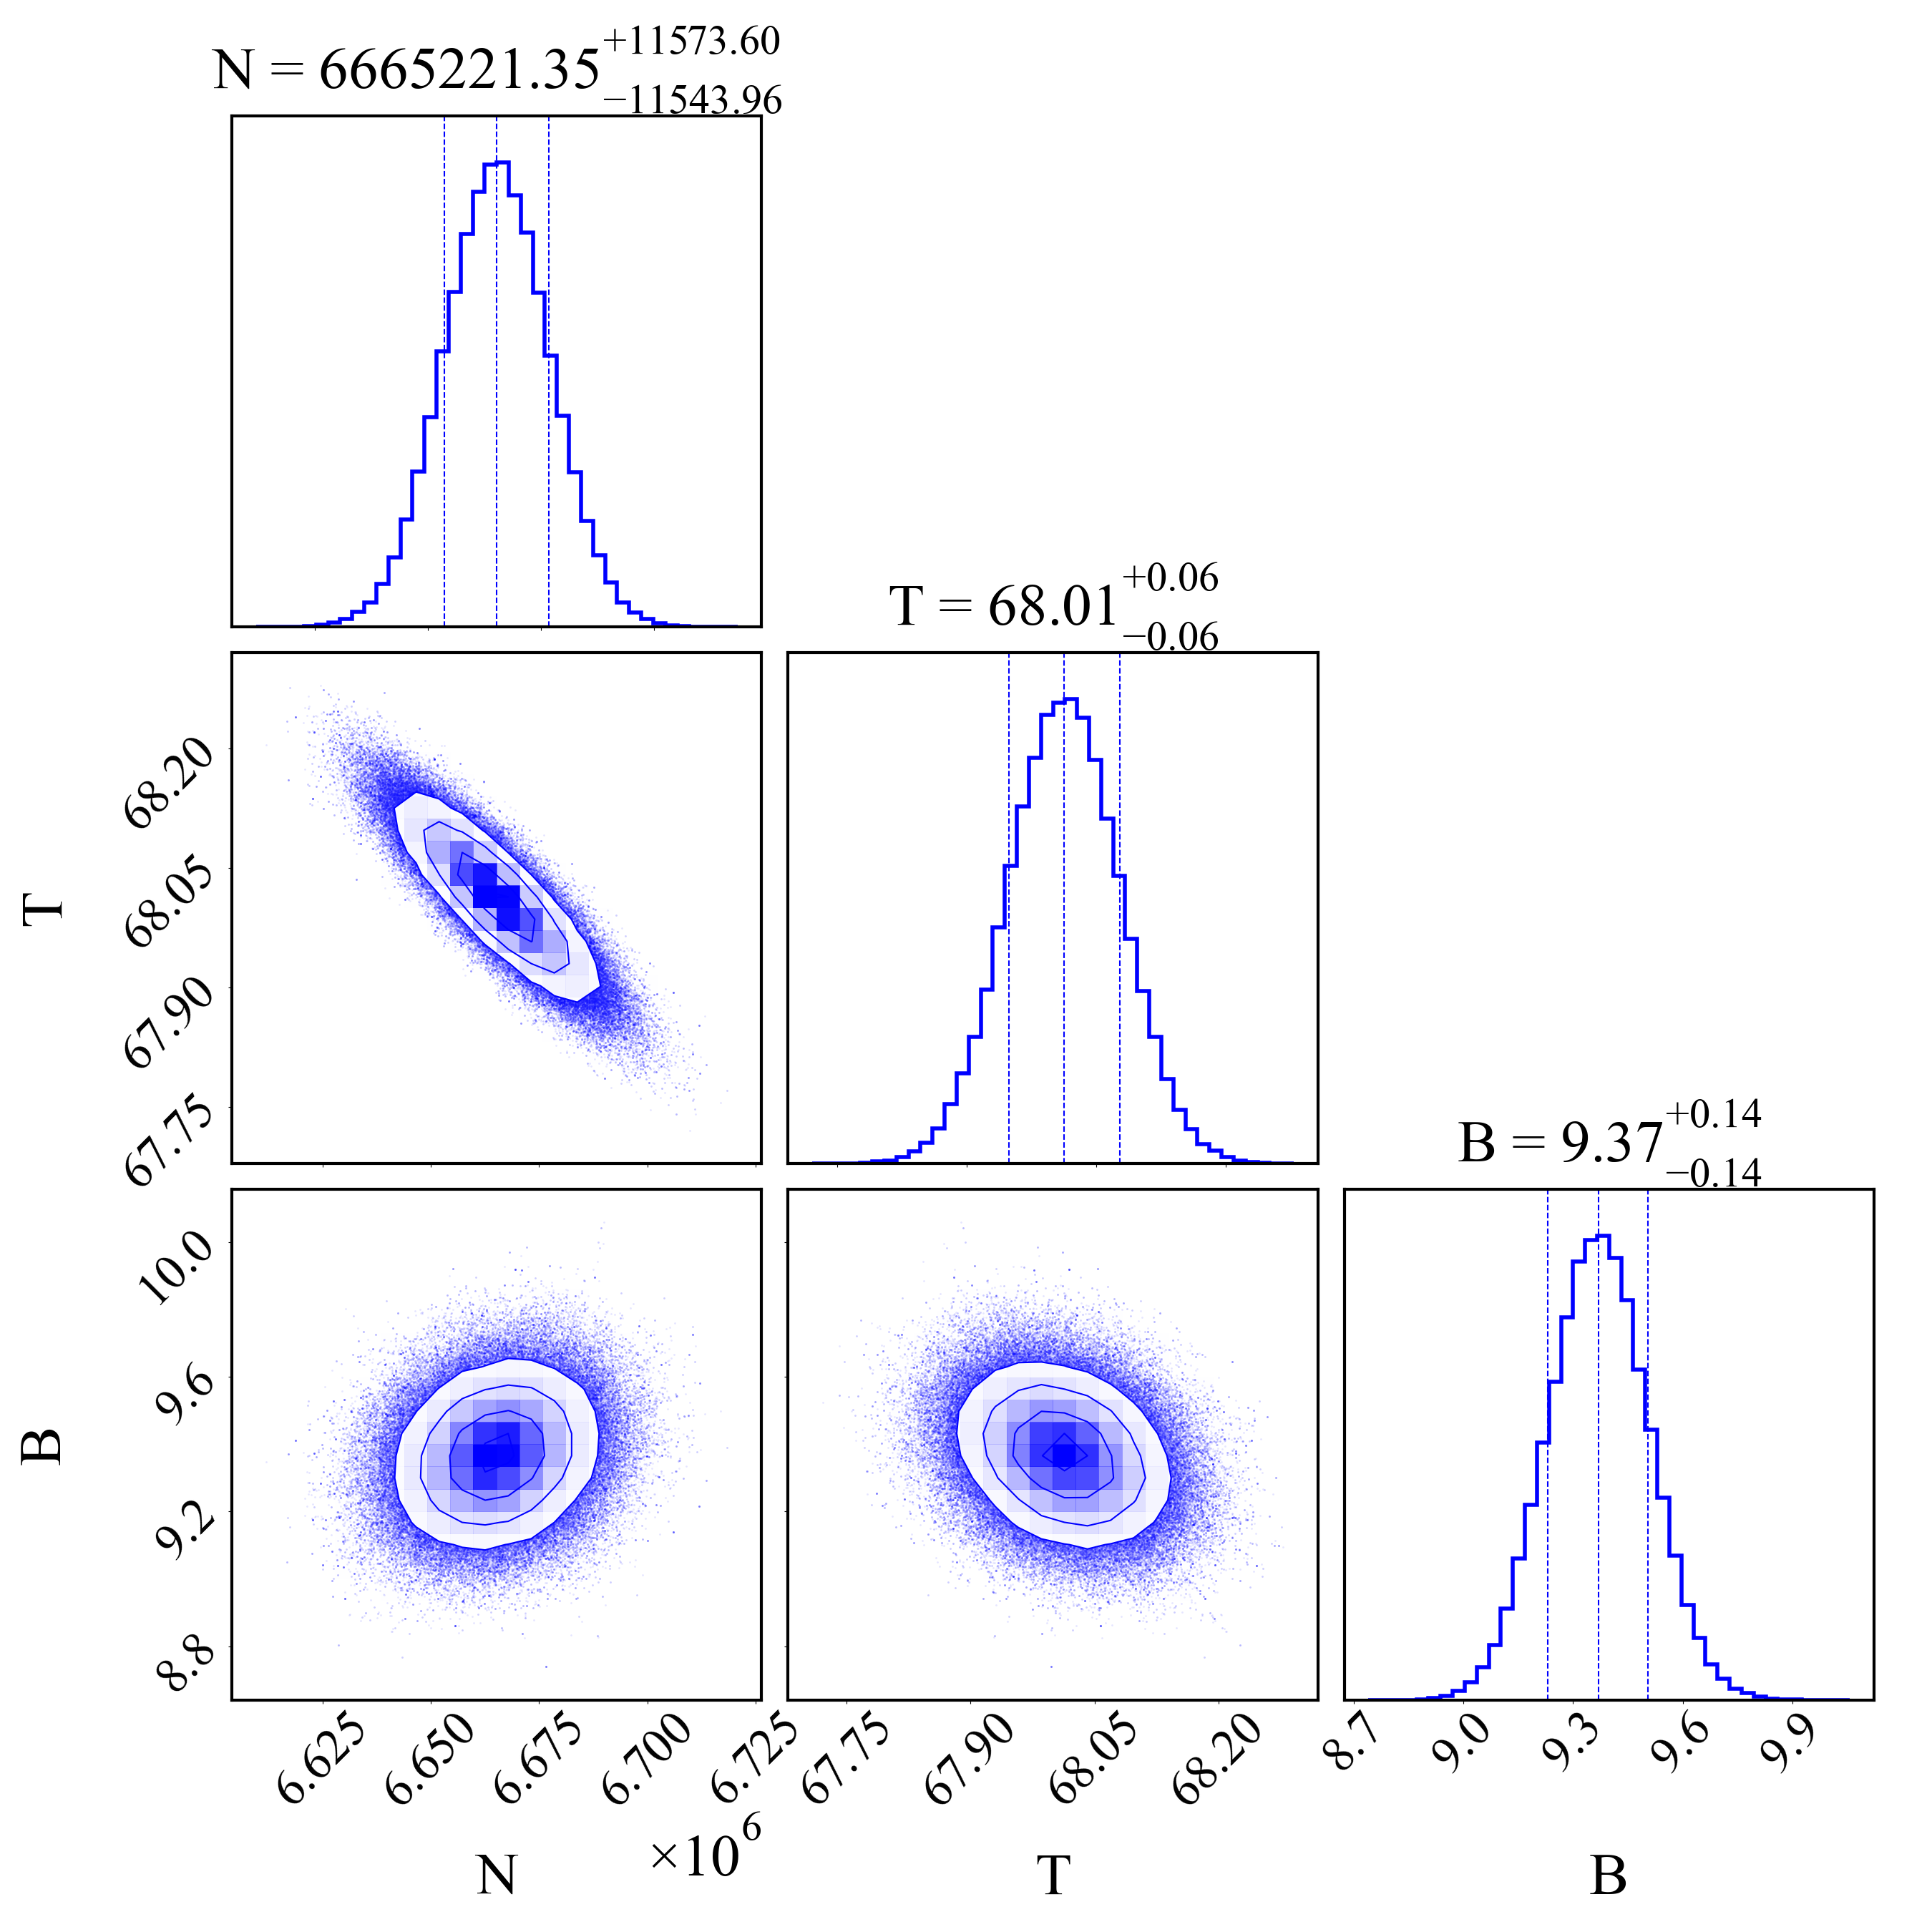 N = 6665221.35 +11573.60 −11543.96
T = 68.01 +0.06 −0.06
68.20
68.05
67.90
67.75
T
B = 9.37 +0.14 −0.14
10.0
9.6
9.2
8.8
B
6.625 6.650 6.675 6.700 6.725
67.75 67.90 68.05 68.20
8.7 9.0 9.3 9.6 9.9
×10⁶
N T B